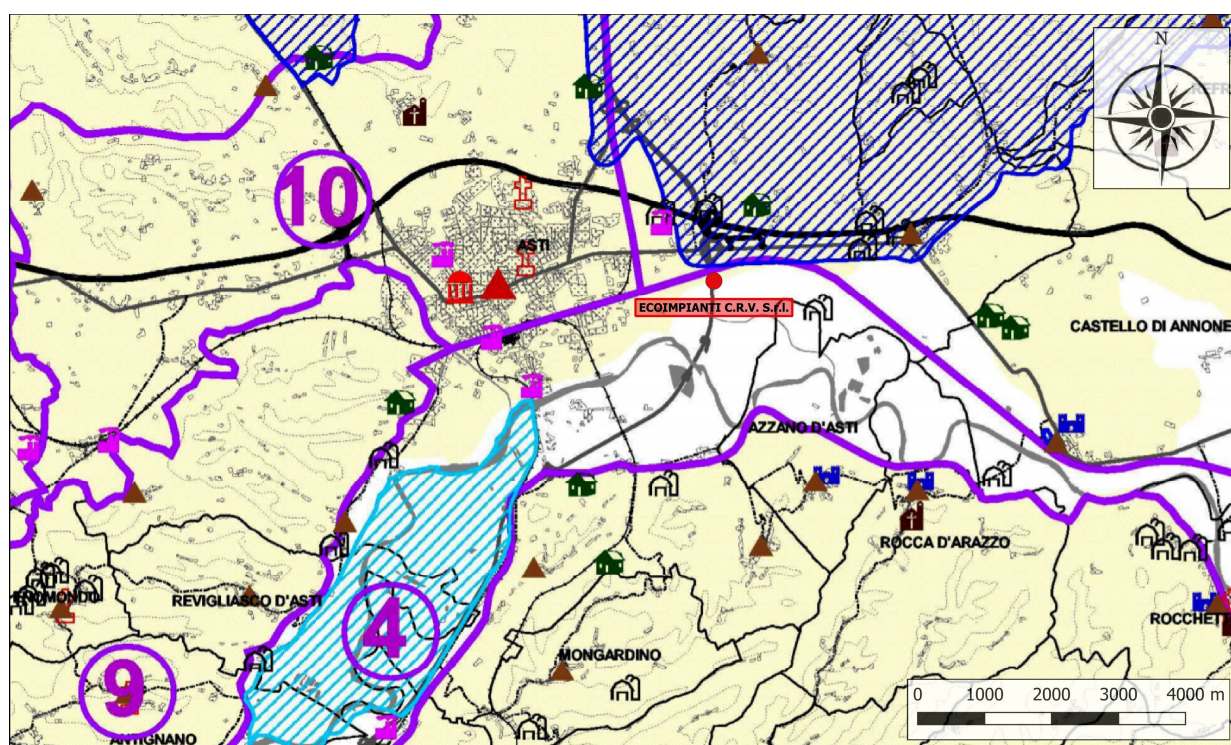 N
REFR
10
ASTI
ECOIMPIANTI C.R.V. S.r.l.
CASTELLO DI ANNONE
AZZANO D'ASTI
ROCCA D'ARAZZO
REVIGLIASCO D'ASTI
4
ROCCHET
MONGARDINO
9
ANTIGNANO
0 1000 2000 3000 4000 m